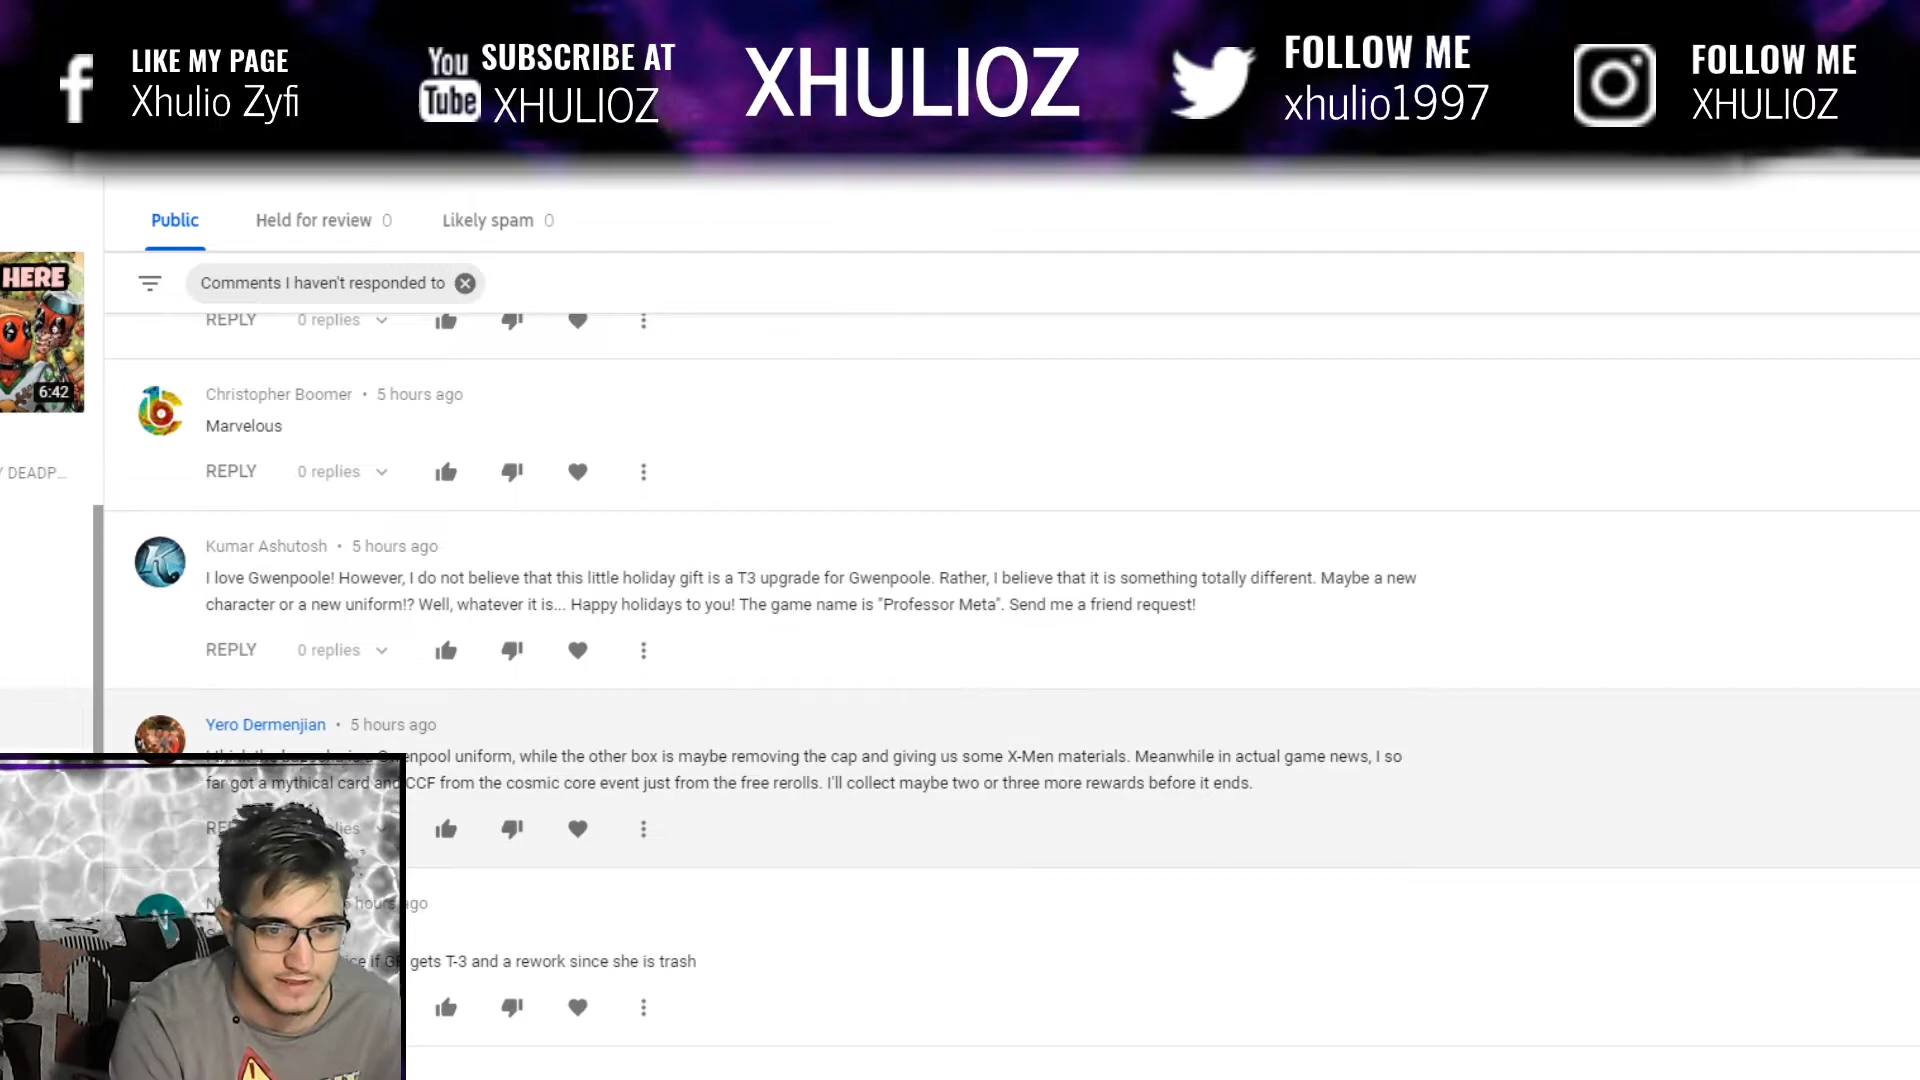 LIKE MY PAGE
Xhulio Zyfi
You
Tube
SUBSCRIBE AT
XHULIOZ
XHULIOZ
FOLLOW ME
xhulio1997
FOLLOW ME
XHULIOZ
Public
Held for review 0
Likely spam 0
HERE
6:42
DEADP...
Comments I haven't responded to
REPLY 0 replies
Christopher Boomer • 5 hours ago
Marvelous
REPLY 0 replies
Kumar Ashutosh • 5 hours ago
I love Gwenpoole! However, I do not believe that this little holiday gift is a T3 upgrade for Gwenpoole. Rather, I believe that it is something totally different. Maybe a new
character or a new uniform!? Well, whatever it is... Happy holidays to you! The game name is "Professor Meta". Send me a friend request!
REPLY 0 replies
Yero Dermenjian • 5 hours ago
uniform, while the other box is maybe removing the cap and giving us some X-Men materials. Meanwhile in actual game news, I so
far got a mythical card and CCF from the cosmic core event just from the free rerolls. I'll collect maybe two or three more rewards before it ends.
hours ago
gets T-3 and a rework since she is trash